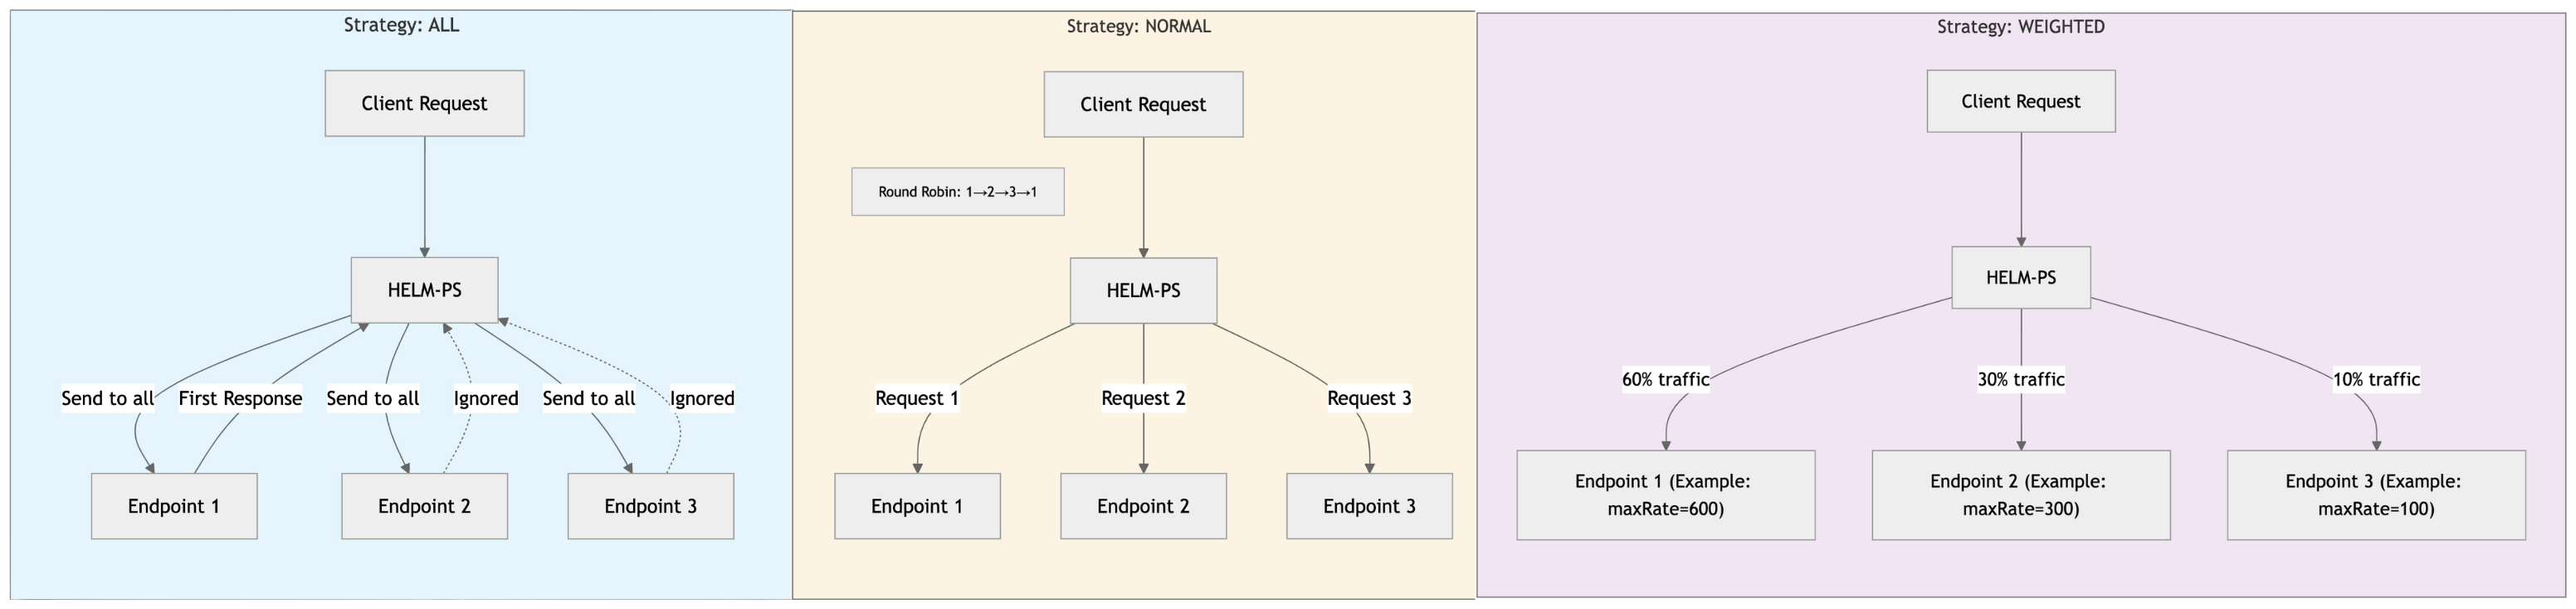 Strategy: ALL
Client Request
HELM-PS
Send to all
First Response
Send to all
Ignored
Send to all
Ignored
Endpoint 1
Endpoint 2
Endpoint 3
Strategy: NORMAL
Client Request
Round Robin: 1→2→3→1
HELM-PS
Request 1
Request 2
Request 3
Endpoint 1
Endpoint 2
Endpoint 3
Strategy: WEIGHTED
Client Request
HELM-PS
60% traffic
30% traffic
10% traffic
Endpoint 1 (Example:
maxRate=600)
Endpoint 2 (Example:
maxRate=300)
Endpoint 3 (Example:
maxRate=100)